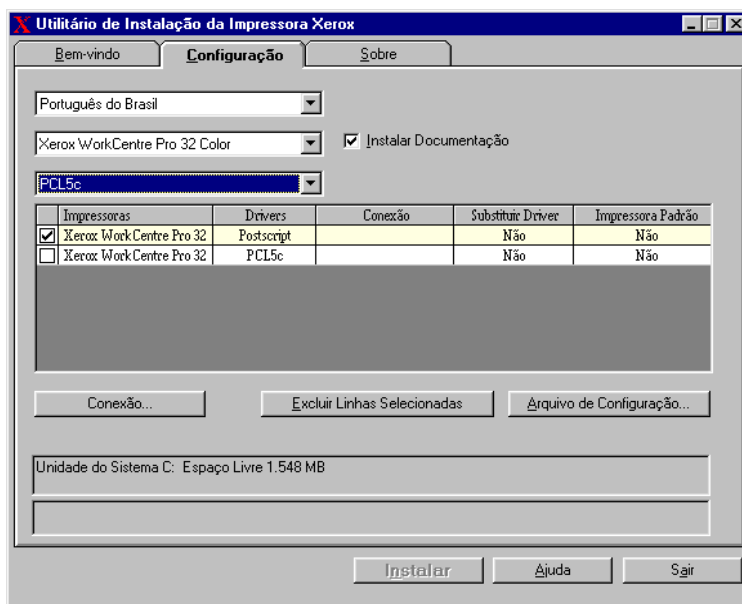 Utilitário de Instalação da Impressora Xerox
Bem-vindo Configuração Sobre
Português do Brasil
Xerox WorkCentre Pro 32 Color Instalar Documentação
PCL5c
Impressoras Drivers Conexão Substituir Driver Impressora Padrão
Xerox WorkCentre Pro 32 Postscript Não Não
Xerox WorkCentre Pro 32 PCL5c Não Não
Conexão... Excluir Linhas Selecionadas Arquivo de Configuração...
Unidade do Sistema C: Espaço Livre 1.548 MB
Instalar Ajuda Sair